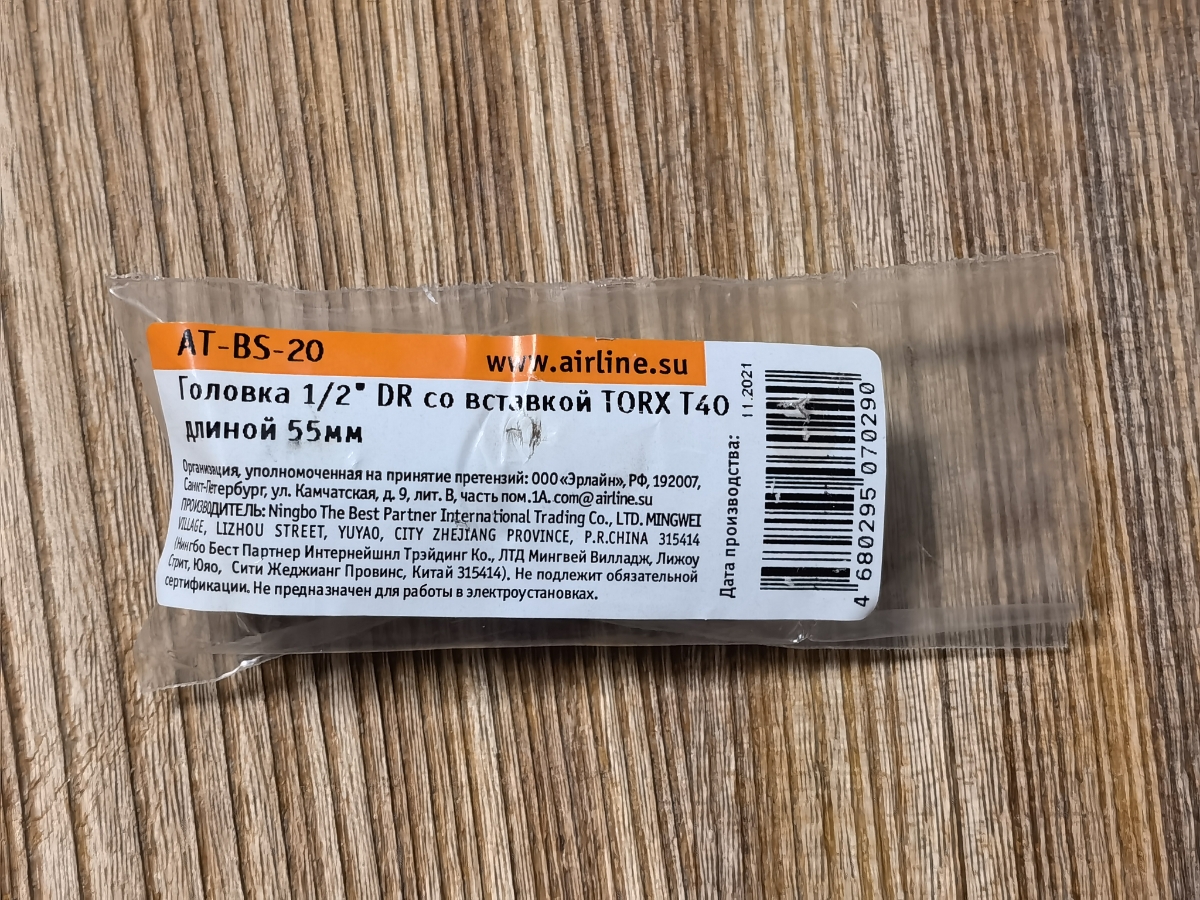 AT-BS-20
www.airline.su
Головка 1/2" DR со вставкой TORX T40
длиной 55мм
Организация, уполномоченная на принятие претензий: ООО «Эрлайн», РФ, 192007,
Санкт-Петербург, ул. Камчатская, д. 9, лит. В, часть пом.1А. com@airline.su
ПРОИЗВОДИТЕЛЬ: Ningbo The Best Partner International Trading Co., LTD. MINGWEI
VILLAGE, LIZHOU STREET, YUYAO, CITY ZHEJIANG PROVINCE, P.R.CHINA 315414
(Нингбо Бест Партнер Интернейшнл Трэйдинг Ко., ЛТД Мингвей Вилладж, Лижоу
Стрит, Юяо, Сити Жеджианг Провинс, Китай 315414). Не подлежит обязательной
сертификации. Не предназначен для работы в электроустановках.
Дата производства: 11.2021
4 680295 070290